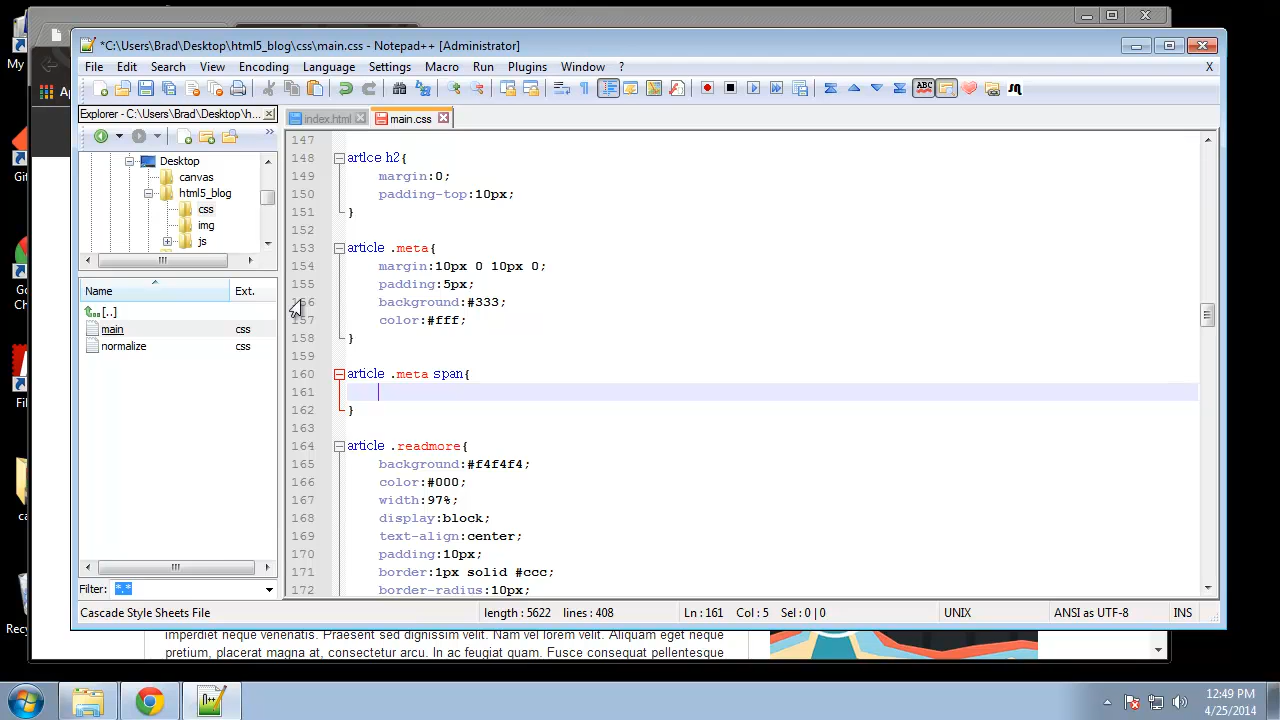 *C:\Users\Brad\Desktop\html5_blog\css\main.css - Notepad++ [Administrator]
File Edit Search View Encoding Language Settings Macro Run Plugins Window ? X
Explorer - C:\Users\Brad\Desktop\h...
index.html main.css
Desktop
canvas
html5_blog
css
img
js
Name Ext.
[..]
main css
normalize css
Filter: *.*
147
148 artlce h2{
149 margin:0;
150 padding-top:10px;
151 }
152
153 article .meta{
154 margin:10px 0 10px 0;
155 padding:5px;
156 background:#333;
157 color:#fff;
158 }
159
160 article .meta span{
161
162 }
163
164 article .readmore{
165 background:#f4f4f4;
166 color:#000;
167 width:97%;
168 display:block;
169 text-align:center;
170 padding:10px;
171 border:1px solid #ccc;
172 border-radius:10px;
Cascade Style Sheets File length : 5622 lines : 408 Ln : 161 Col : 5 Sel : 0 | 0 UNIX ANSI as UTF-8 INS
imperdiet neque venenatis. Praesent sed dignissim velit. Nam vel lorem velit. Aliquam eget neque
pretium, placerat magna at, consectetur arcu. In ac feugiat quam. Fusce consequat pellentesque
My
Git
Fil
Recy
12:49 PM
4/25/2014